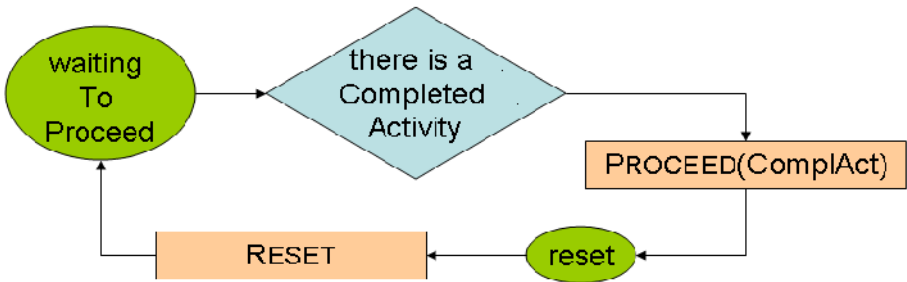 waiting
To
Proceed
there is a
Completed
Activity
PROCEED(ComplAct)
reset
RESET